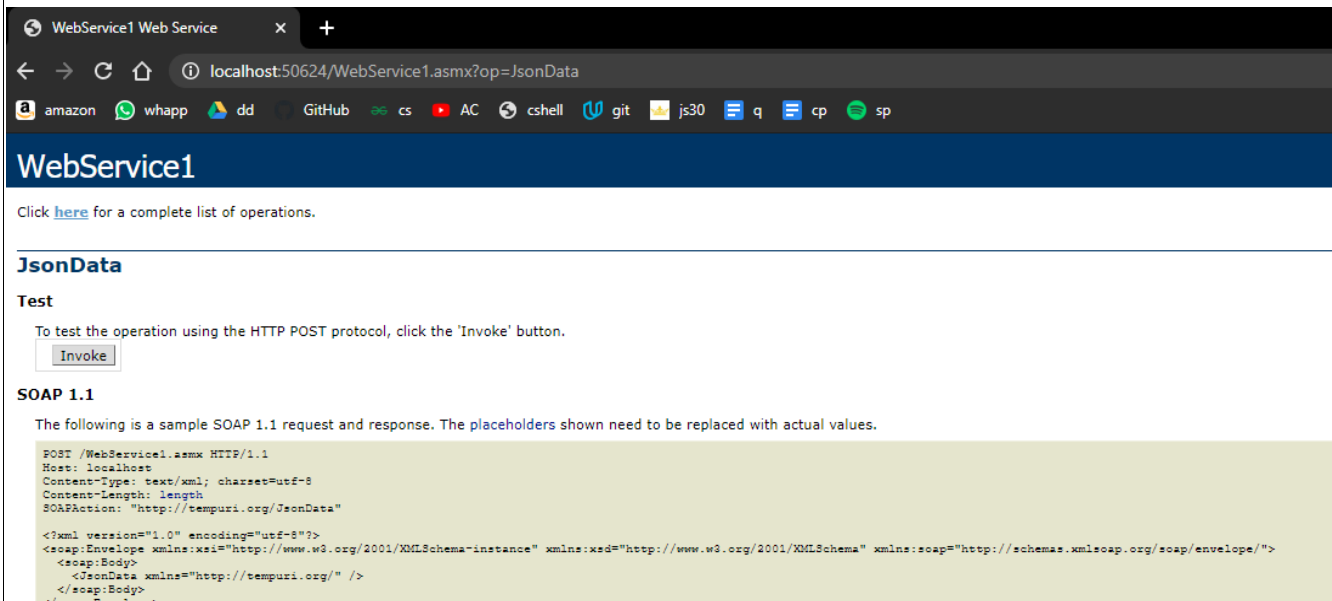 WebService1 Web Service
localhost:50624/WebService1.asmx?op=JsonData
amazon whapp dd GitHub cs AC cshell git js30 q cp sp
WebService1
Click here for a complete list of operations.
JsonData
Test
To test the operation using the HTTP POST protocol, click the 'Invoke' button.
Invoke
SOAP 1.1
The following is a sample SOAP 1.1 request and response. The placeholders shown need to be replaced with actual values.
POST /WebService1.asmx HTTP/1.1
Host: localhost
Content-Type: text/xml; charset=utf-8
Content-Length: length
SOAPAction: "http://tempuri.org/JsonData"
<?xml version="1.0" encoding="utf-8"?>
<soap:Envelope xmlns:xsi="http://www.w3.org/2001/XMLSchema-instance" xmlns:xsd="http://www.w3.org/2001/XMLSchema" xmlns:soap="http://schemas.xmlsoap.org/soap/envelope/">
<soap:Body>
<JsonData xmlns="http://tempuri.org/" />
</soap:Body>